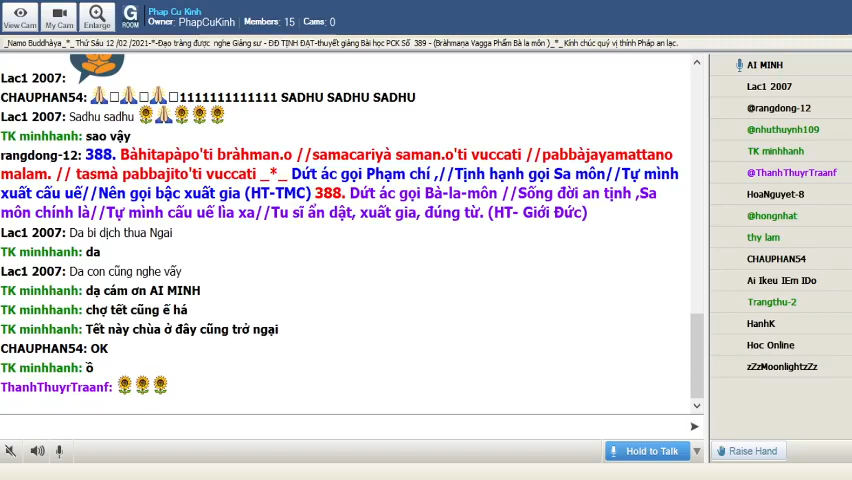 Phap Cu Kinh
Owner: PhapCuKinh Members: 15 Cams: 0
View Cam
My Cam
Enlarge
G
ROOM
_Namo Buddhàya_*_ Thứ Sáu 12 /02 /2021-*-Đạo tràng được nghe Giảng sư - ĐĐ TỊNH ĐẠT-thuyết giảng Bài học PCK Số 389 - (Bràhmaṇa Vagga Phẩm Bà la môn )_*_ Kính chúc quý vị thính Pháp an lạc.
Lac1 2007:
CHAUPHAN54: 🙏□🙏□🙏□1111111111111 SADHU SADHU SADHU
Lac1 2007: Sadhu sadhu 🌻🙏🌻🌻🌻
TK minhhanh: sao vậy
rangdong-12: 388. Bàhitapàpo'ti bràhman.o //samacariyà saman.o'ti vuccati //pabbàjayamattano
malam. // tasmà pabbajito'ti vuccati _*_ Dứt ác gọi Phạm chí ,//Tịnh hạnh gọi Sa môn//Tự mình
xuất cấu uế//Nên gọi bậc xuất gia (HT-TMC) 388. Dứt ác gọi Bà-la-môn //Sống đời an tịnh ,Sa
môn chính là//Tự mình cấu uế lìa xa//Tu sĩ ẩn dật, xuất gia, đúng từ. (HT- Giới Đức)
Lac1 2007: Da bi dịch thua Ngai
TK minhhanh: da
Lac1 2007: Da con cũng nghe vấy
TK minhhanh: dạ cám ơn AI MINH
TK minhhanh: chợ tết cũng ế há
TK minhhanh: Tết này chùa ở đây cũng trở ngại
CHAUPHAN54: OK
TK minhhanh: ồ
ThanhThuyrTraanf: 🌻🌻🌻
Hold to Talk
AI MINH
Lac1 2007
@rangdong-12
@nhuthuynh109
TK minhhanh
@ThanhThuyrTraanf
HoaNguyet-8
@hongnhat
thy lam
CHAUPHAN54
Ai Ikeu IEm IDo
Trangthu-2
HanhK
Hoc Online
zZzMoonlightzZz
Raise Hand